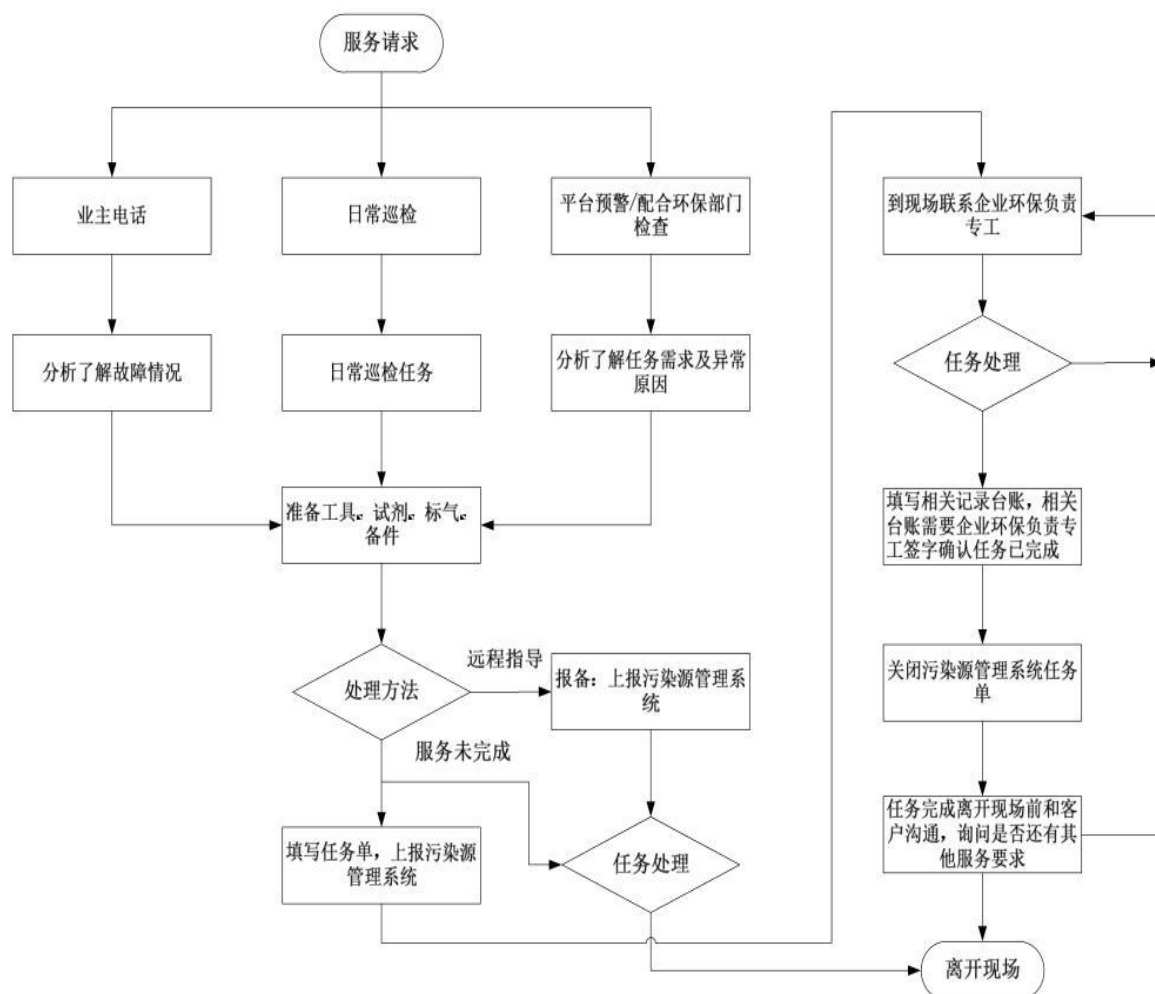 服务请求
业主电话
日常巡检
平台预警/配合环保部门
检查
到现场联系企业环保负责
专工
分析了解故障情况
日常巡检任务
分析了解任务需求及异常
原因
任务处理
准备工具。试剂。标气。
备件
填写相关记录台账，相关
台账需要企业环保负责专
工签字确认任务已完成
远程指导
处理方法
报备：上报污染源管理系
统
关闭污染源管理系统任务
单
服务未完成
填写任务单，上报污染源
管理系统
任务处理
任务完成离开现场前和客
户沟通，询问是否还有其
他服务要求
离开现场